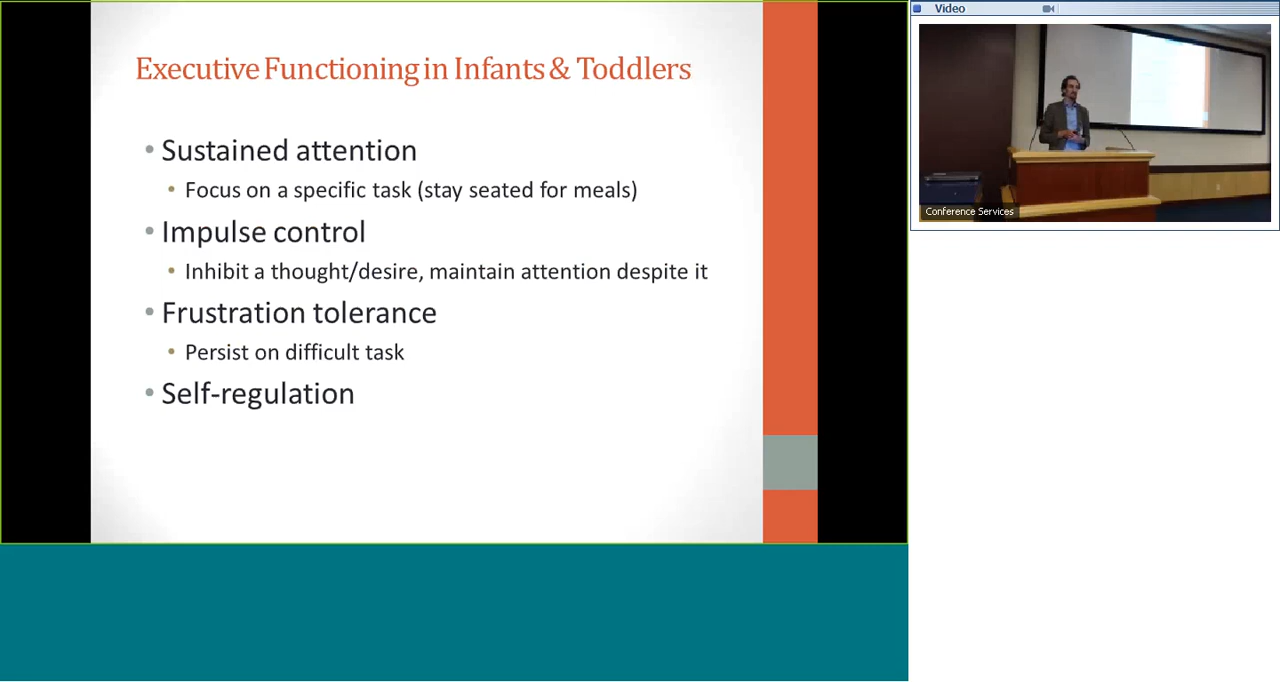 Executive Functioning in Infants & Toddlers
• Sustained attention
• Focus on a specific task (stay seated for meals)
• Impulse control
• Inhibit a thought/desire, maintain attention despite it
• Frustration tolerance
• Persist on difficult task
• Self-regulation
Video
Conference Services